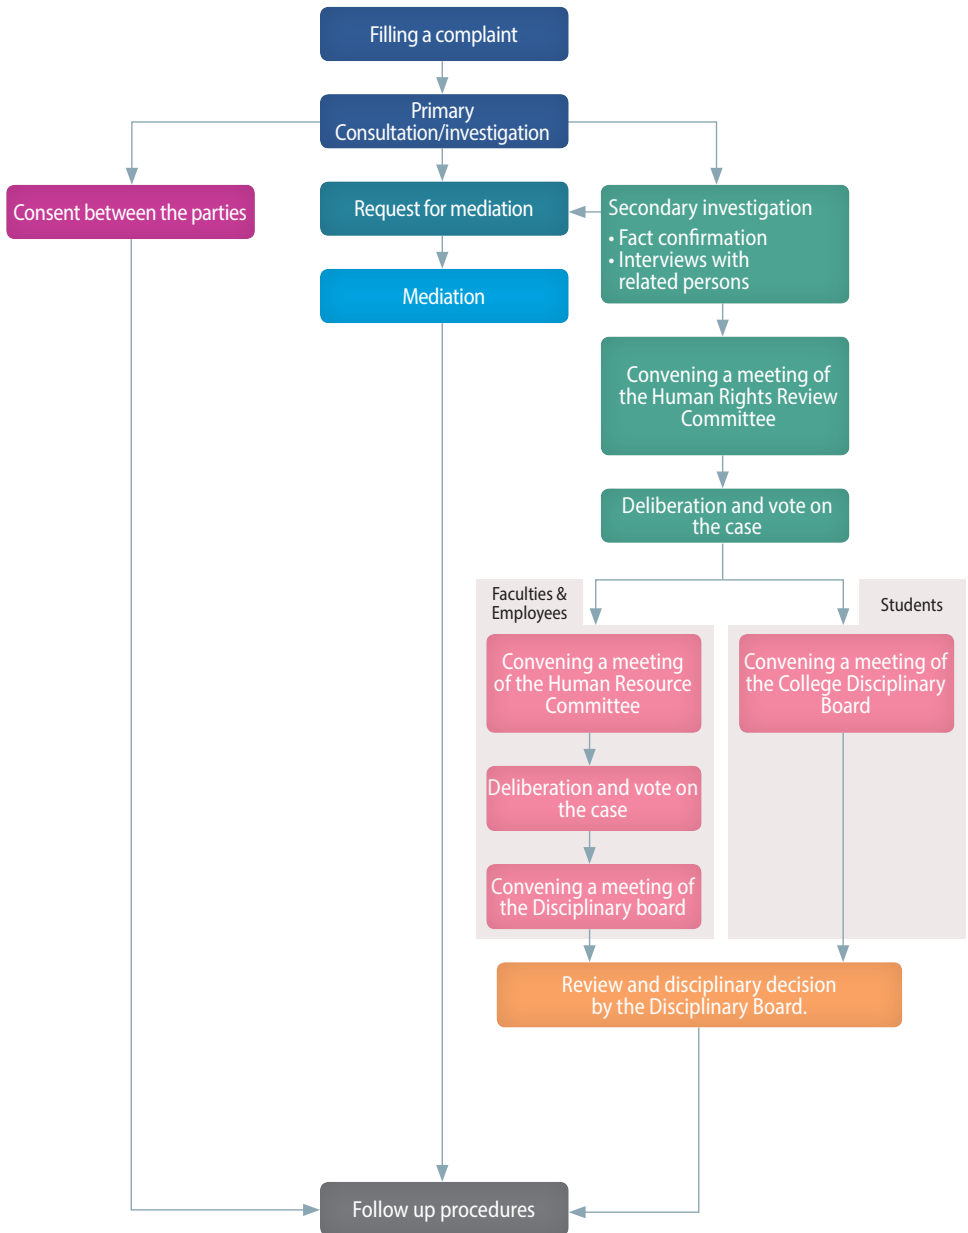 Filling a complaint
Primary
Consultation/investigation
Consent between the parties
Request for mediation
Secondary investigation
• Fact confirmation
• Interviews with
related persons
Mediation
Convening a meeting of
the Human Rights Review
Committee
Deliberation and vote on
the case
Faculties &
Employees
Students
Convening a meeting
of the Human Resource
Committee
Convening a meeting of
the College Disciplinary
Board
Deliberation and vote on
the case
Convening a meeting of
the Disciplinary board
Review and disciplinary decision
by the Disciplinary Board.
Follow up procedures